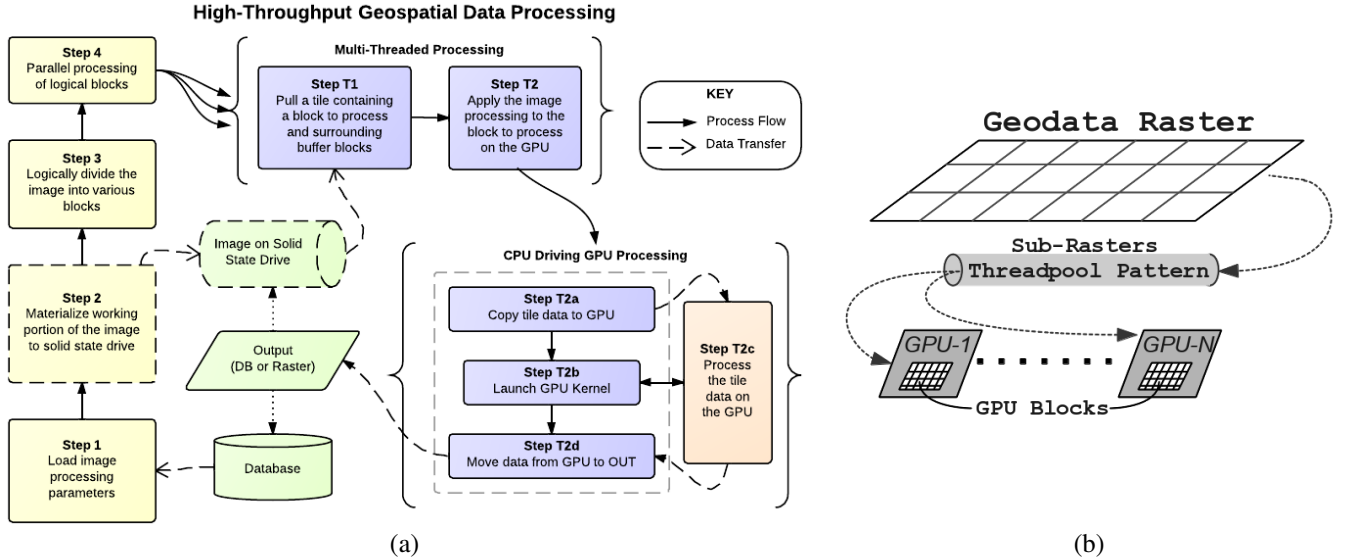 High-Throughput Geospatial Data Processing
Step 4
Parallel processing
of logical blocks
Step 3
Logically divide the
image into various
blocks
Step 2
Materialize working
portion of the image
to solid state drive
Step 1
Load image
processing
parameters
Multi-Threaded Processing
Step T1
Pull a tile containing
a block to process
and surrounding
buffer blocks
Step T2
Apply the image
processing to the
block to process
on the GPU
KEY
Process Flow
Data Transfer
Image on Solid
State Drive
Output
(DB or Raster)
Database
CPU Driving GPU Processing
Step T2a
Copy tile data to GPU
Step T2b
Launch GPU Kernel
Step T2d
Move data from GPU to OUT
Step T2c
Process
the tile
data on
the GPU
(a)
Geodata Raster
Sub-Rasters
Threadpool Pattern
GPU-1
GPU-N
GPU Blocks
(b)